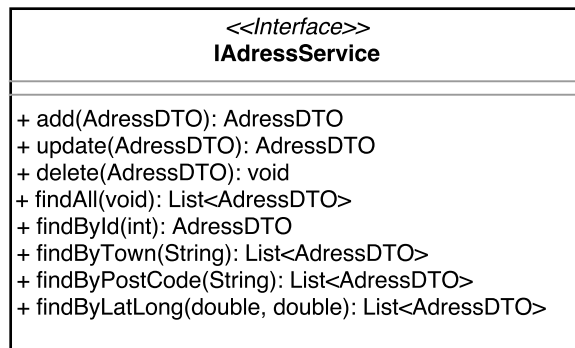 <<Interface>>
IAdressService
+ add(AdressDTO): AdressDTO
+ update(AdressDTO): AdressDTO
+ delete(AdressDTO): void
+ findAll(void): List<AdressDTO>
+ findById(int): AdressDTO
+ findByTown(String): List<AdressDTO>
+ findByPostCode(String): List<AdressDTO>
+ findByLatLong(double, double): List<AdressDTO>